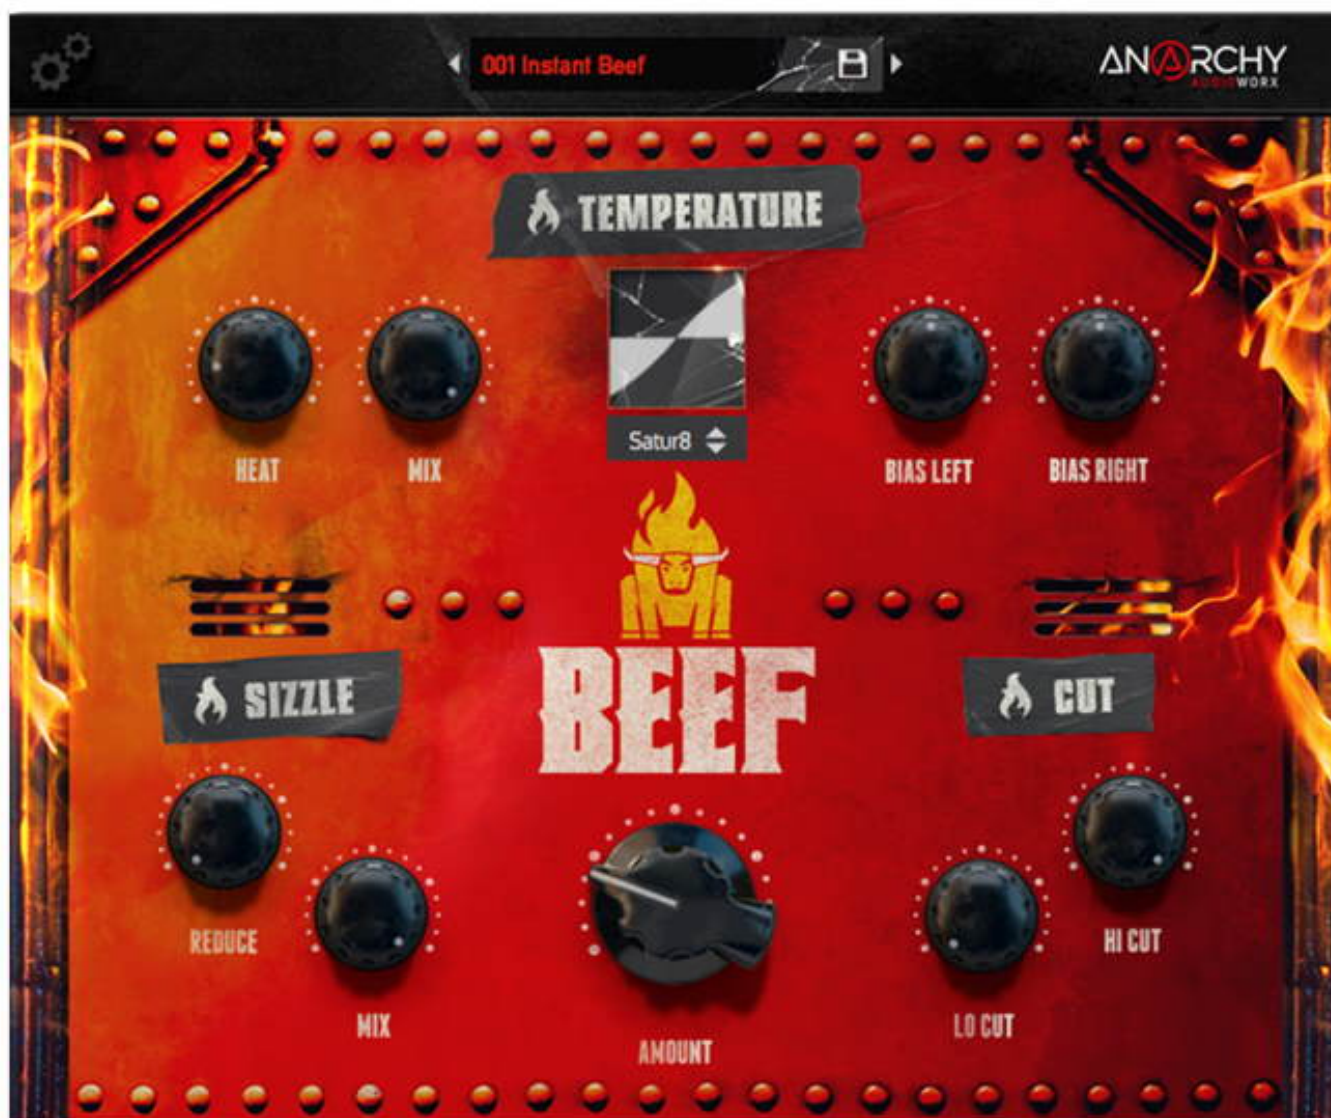 001 Instant Beef
ANARCHY
AUDIOWORX
TEMPERATURE
Satur8
HEAT
MIX
BIAS LEFT
BIAS RIGHT
SIZZLE
BEEF
CUT
REDUCE
MIX
AMOUNT
LO CUT
HI CUT